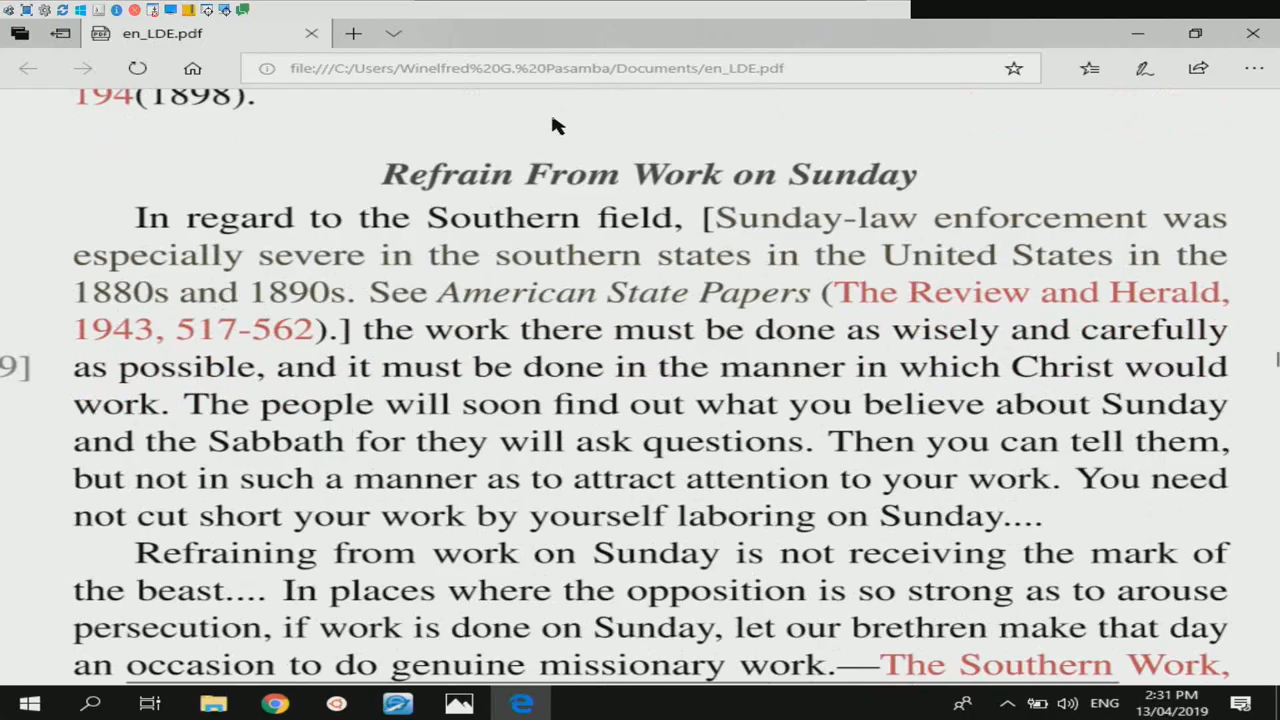 en_LDE.pdf
file:///C:/Users/Winelfred%20G.%20Pasamba/Documents/en_LDE.pdf
194(1898).
Refrain From Work on Sunday
In regard to the Southern field, [Sunday-law enforcement was
especially severe in the southern states in the United States in the
1880s and 1890s. See American State Papers (The Review and Herald,
1943, 517-562).] the work there must be done as wisely and carefully
9] as possible, and it must be done in the manner in which Christ would
work. The people will soon find out what you believe about Sunday
and the Sabbath for they will ask questions. Then you can tell them,
but not in such a manner as to attract attention to your work. You need
not cut short your work by yourself laboring on Sunday....
Refraining from work on Sunday is not receiving the mark of
the beast.... In places where the opposition is so strong as to arouse
persecution, if work is done on Sunday, let our brethren make that day
an occasion to do genuine missionary work.—The Southern Work,
ENG
2:31 PM
13/04/2019